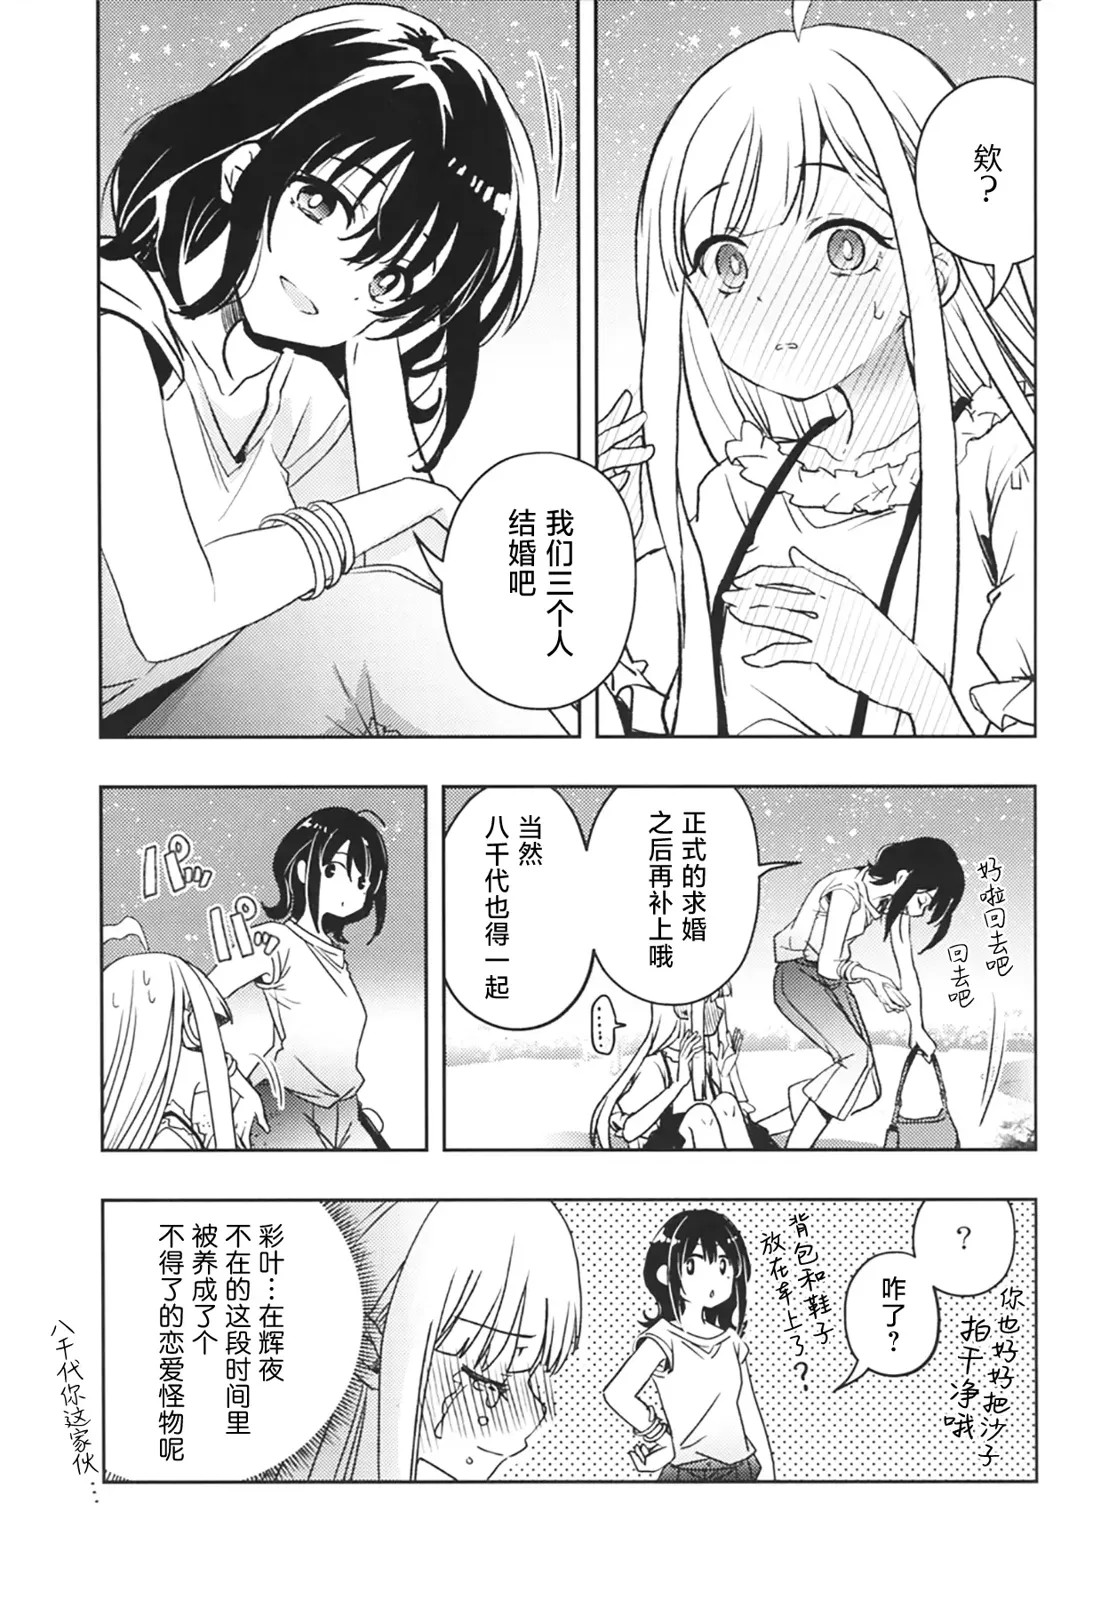 欸?
我们三个人
结婚吧
好啦回去吧
回去吧
正式的求婚
之后再补上哦
……
当然
八千代也得一起
パパ…
パパ…
?
你也好好把沙子
拍干净哦
咋了?
背包和鞋子
放在车上了?
彩叶…在辉夜
不在的这段时间里
被养成了个
不得了的恋爱怪物呢
八千代你这家伙…